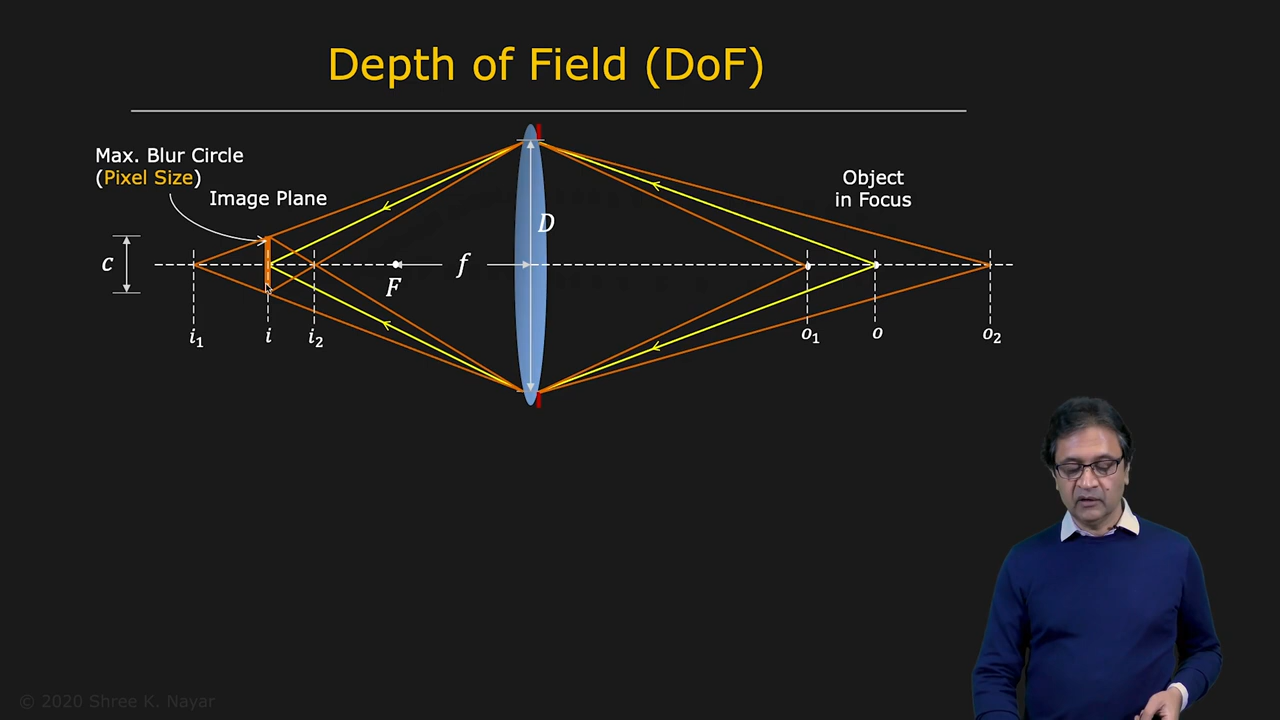 Depth of Field (DoF)
Max. Blur Circle
(Pixel Size)
Image Plane
Object
in Focus
D
c
f
F
i₁
i
i₂
o₁
o
o₂
© 2020 Shree K. Nayar